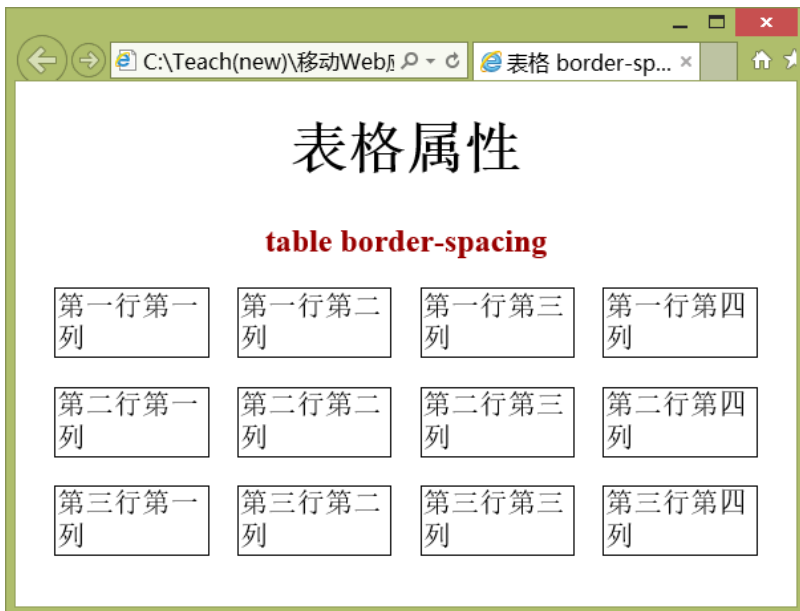 C:\Teach(new)\移动Web
表格 border-sp...
表格属性
table border-spacing
第一行第一列 第一行第二列 第一行第三列 第一行第四列
第二行第一列 第二行第二列 第二行第三列 第二行第四列
第三行第一列 第三行第二列 第三行第三列 第三行第四列